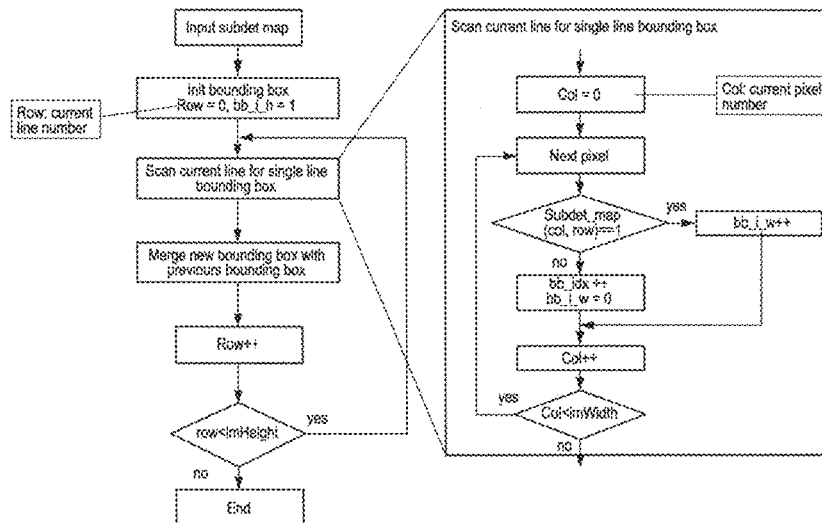 Input subdet map
Init bounding box
Row = 0, bb_i_h = 1
Row: current
line number
Scan current line for single line
bounding box
Merge new bounding box with
previours bounding box
Row++
row<imHeight
yes
no
End
Scan current line for single line bounding box
Col = 0
Col: current pixel
number
Next pixel
Subdet_map
(col, row)==1
yes
bb_i_w++
no
bb_idx ++
bb_i_w = 0
Col++
yes
Col<imWidth
no